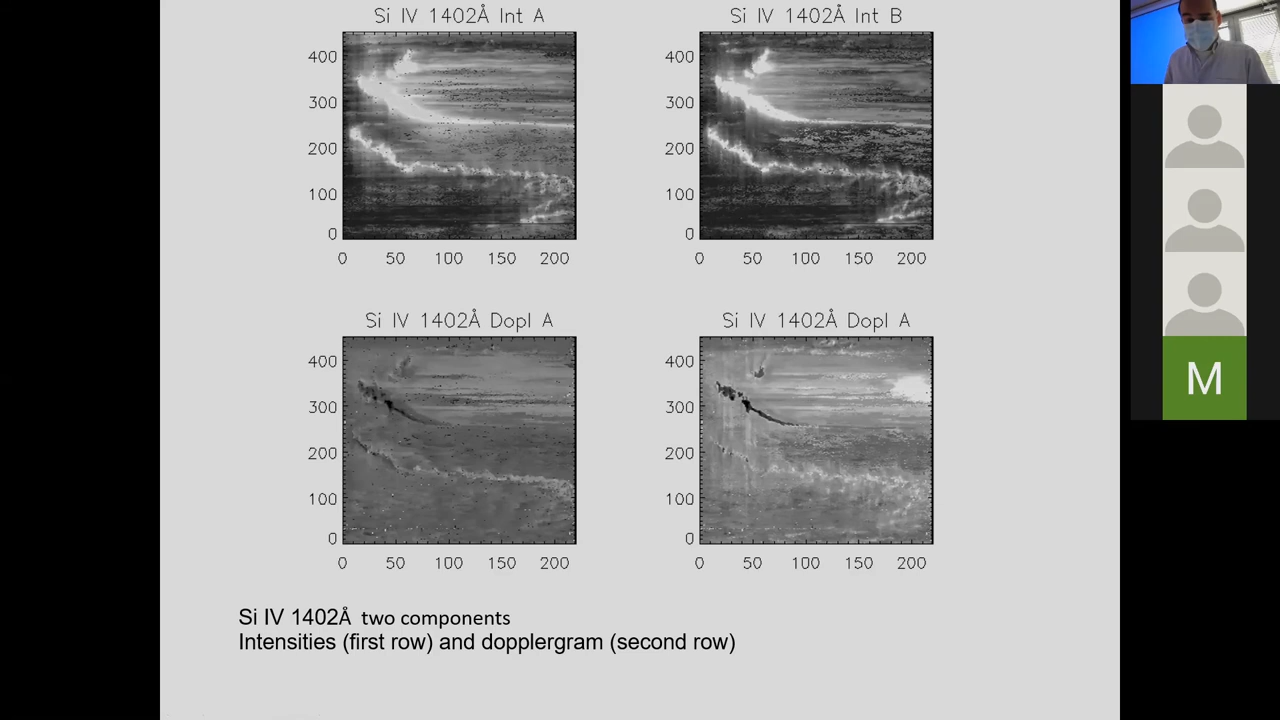 Si IV 1402Å Int A
Si IV 1402Å Int B
400
300
200
100
0
0 50 100 150 200
400
300
200
100
0
0 50 100 150 200
Si IV 1402Å Dopl A
Si IV 1402Å Dopl A
400
300
200
100
0
0 50 100 150 200
400
300
200
100
0
0 50 100 150 200
Si IV 1402Å two components
Intensities (first row) and dopplergram (second row)
M